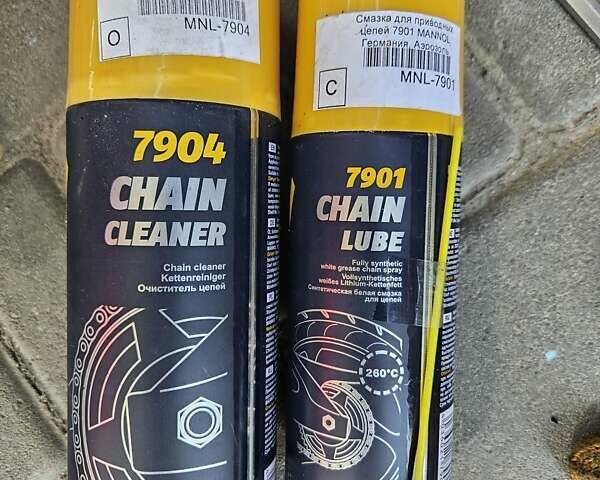 O
MNL-7904
7904
CHAIN
CLEANER
Chain cleaner
Kettenreiniger
Очиститель цепей
Смазка для приводных
цепей 7901 MANNOL
Германия, Аэрозоль
C
MNL-7901
7901
CHAIN
LUBE
Fully synthetic
white grease chain spray
Vollsynthetisches
weißes Lithium-Kettenfett
Синтетическая белая смазка
для цепей
260°C